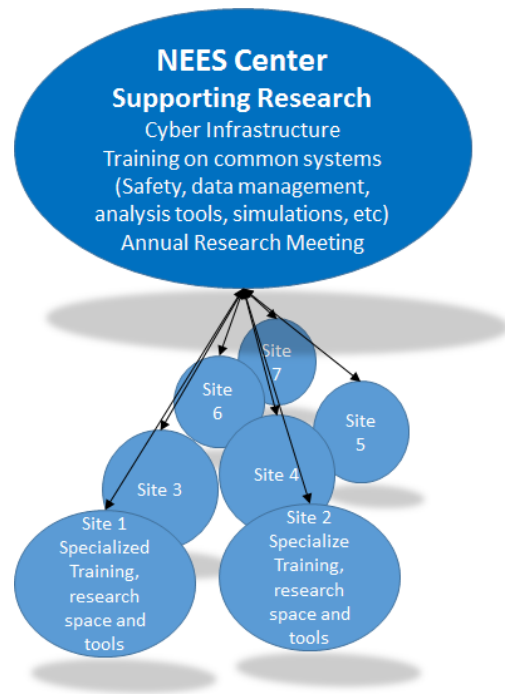 NEES Center
Supporting Research
Cyber Infrastructure
Training on common systems
(Safety, data management,
analysis tools, simulations, etc)
Annual Research Meeting
Site
7
Site
6
Site
5
Site 4
Site 3
Site 1
Specialized
Training,
research
space and
tools
Site 2
Specialize
Training,
research
space and
tools